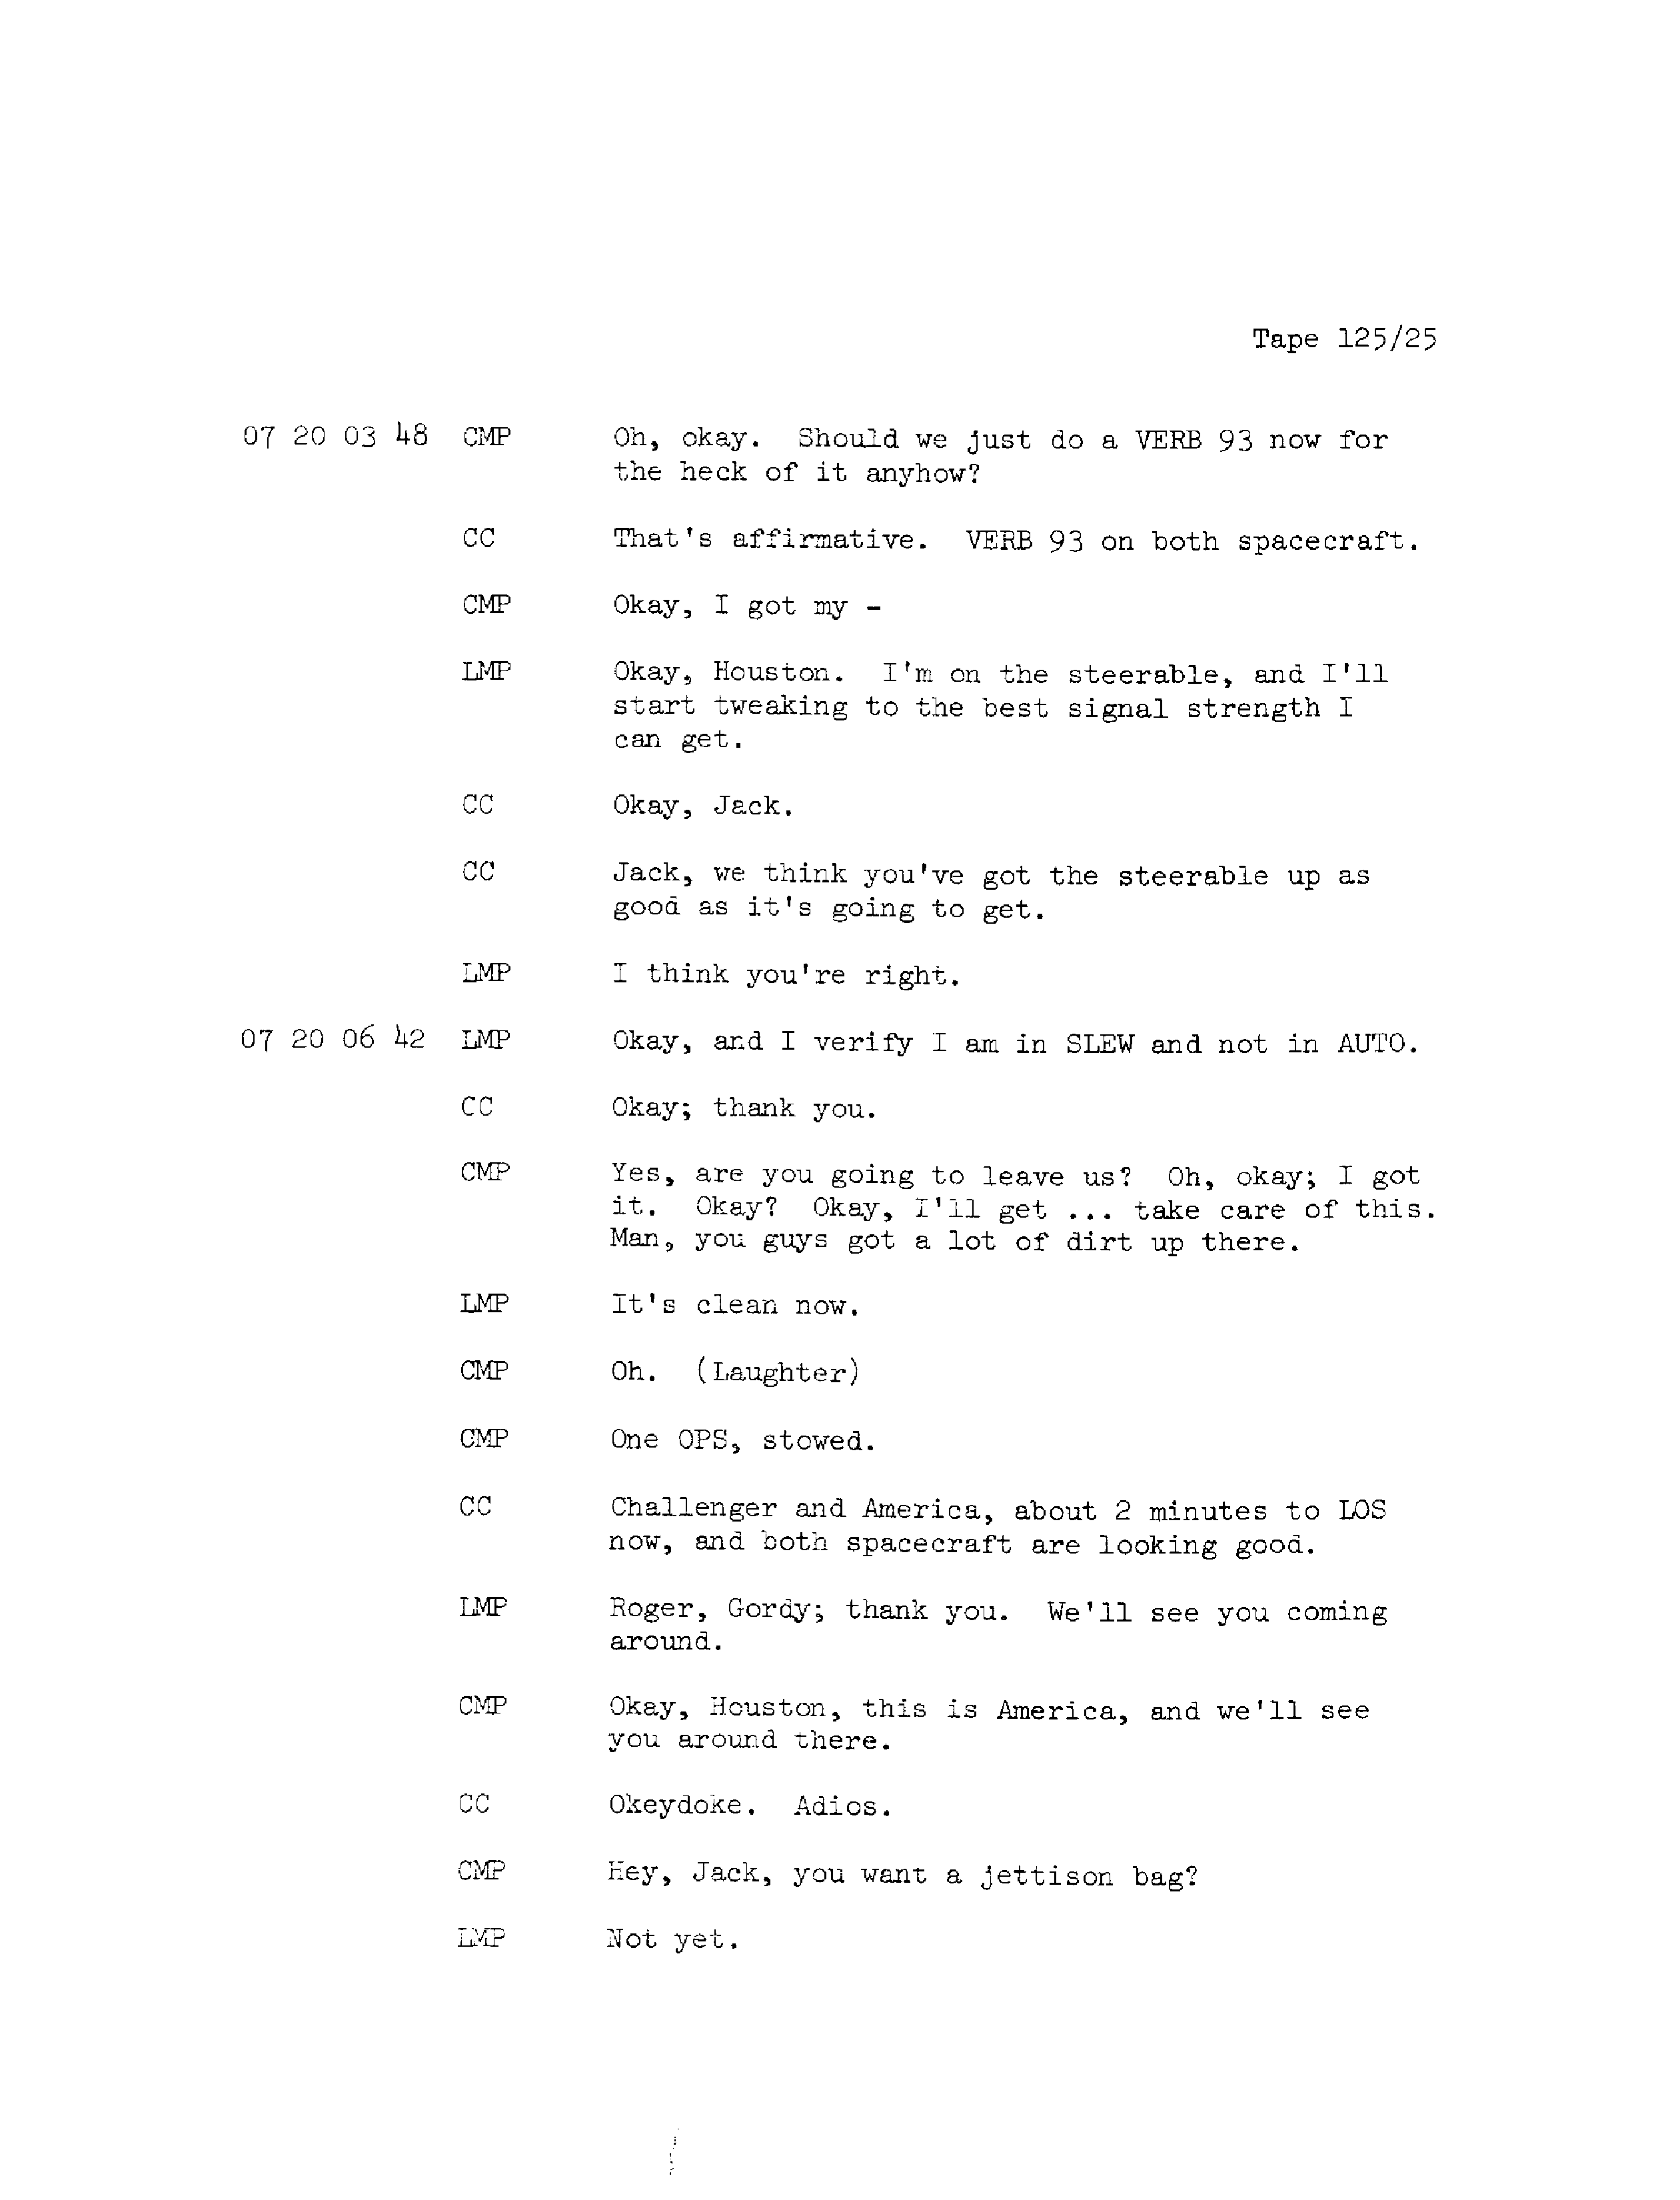 Tape 125/25
07 20 03 48 CMP Oh, okay. Should we just do a VERB 93 now for
the heck of it anyhow?
CC That's affirmative. VERB 93 on both spacecraft.
CMP Okay, I got my -
LMP Okay, Houston. I'm on the steerable, and I'll
start tweaking to the best signal strength I
can get.
CC Okay, Jack.
CC Jack, we think you've got the steerable up as
good as it's going to get.
LMP I think you're right.
07 20 06 42 LMP Okay, and I verify I am in SLEW and not in AUTO.
CC Okay; thank you.
CMP Yes, are you going to leave us? Oh, okay; I got
it. Okay? Okay, I'll get ... take care of this.
Man, you guys got a lot of dirt up there.
LMP It's clean now.
CMP Oh. (Laughter)
CMP One OPS, stowed.
CC Challenger and America, about 2 minutes to LOS
now, and both spacecraft are looking good.
LMP Roger, Gordy; thank you. We'll see you coming
around.
CMP Okay, Houston, this is America, and we'll see
you around there.
CC Okeydoke. Adios.
CMP Hey, Jack, you want a jettison bag?
LMP Not yet.